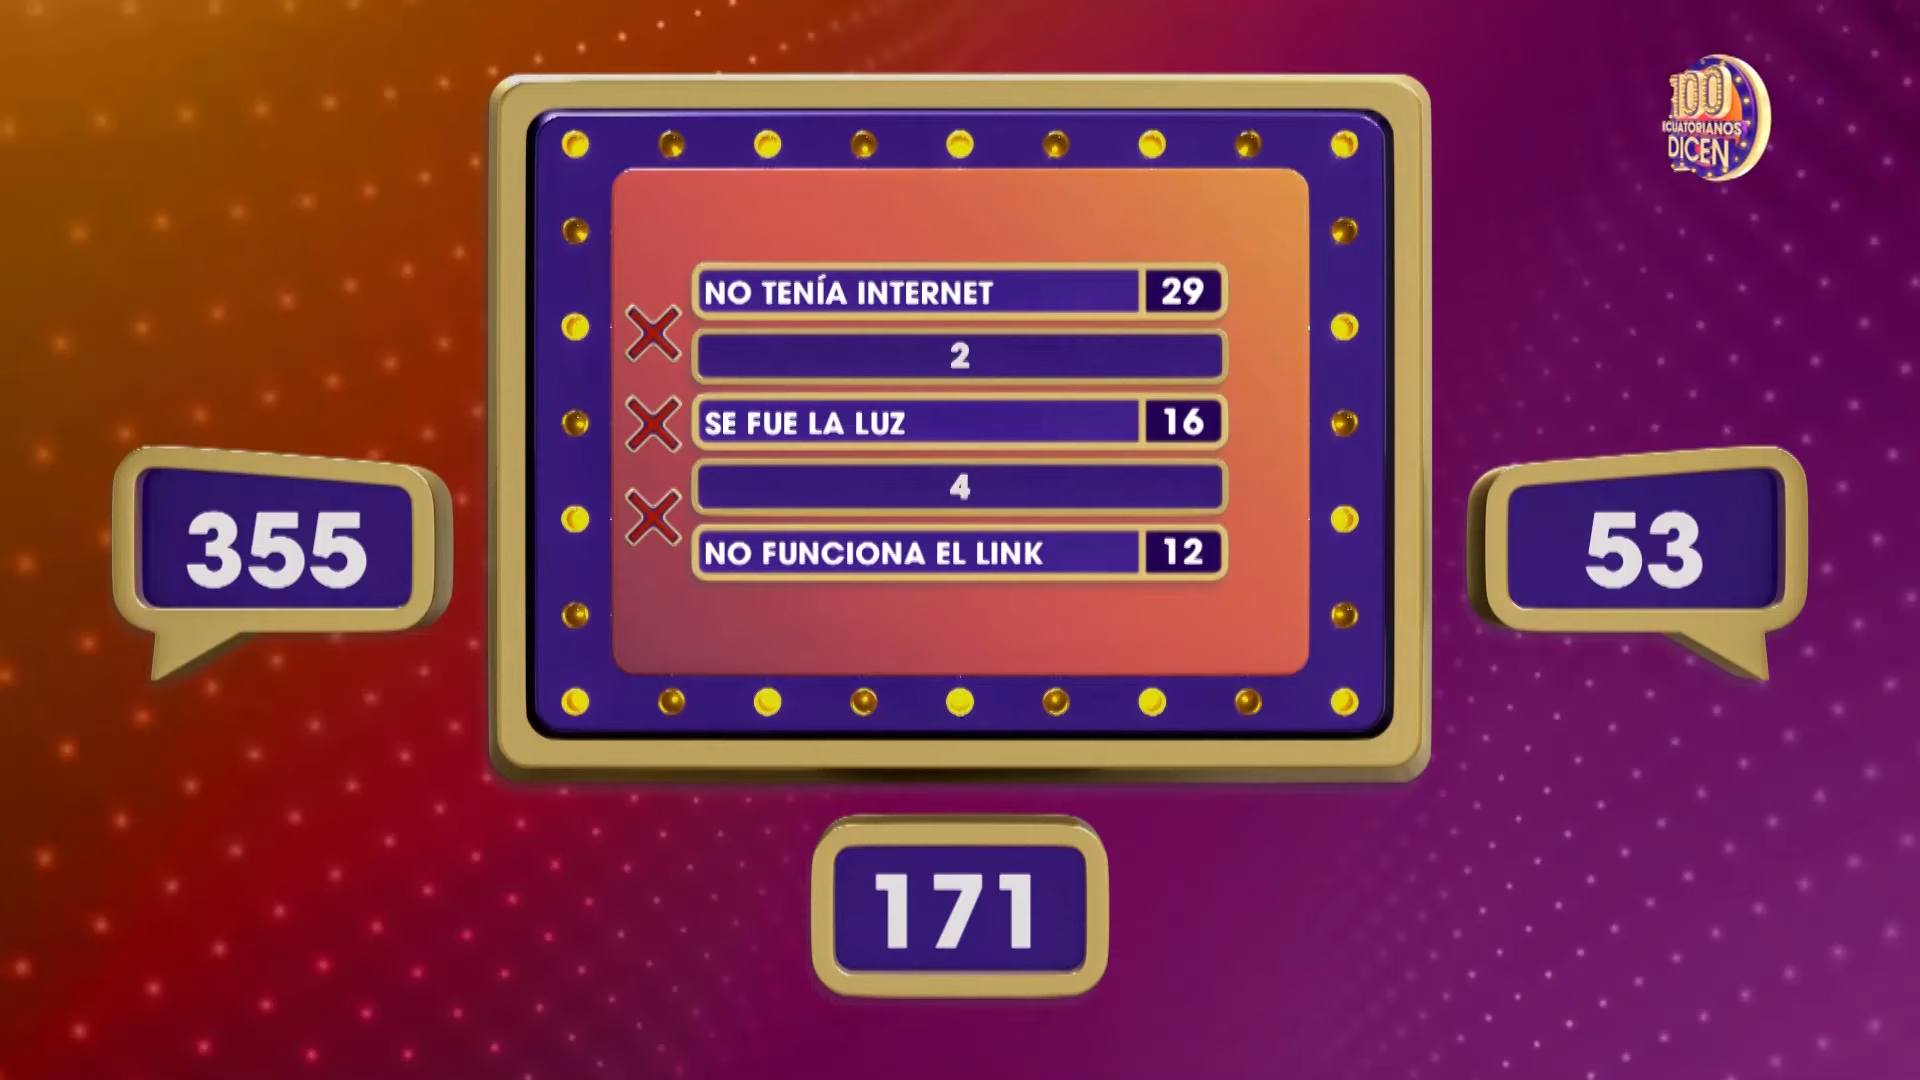 100
ECUATORIANOS
DICEN
NO TENÍA INTERNET 29
2
SE FUE LA LUZ 16
4
NO FUNCIONA EL LINK 12
355
53
171